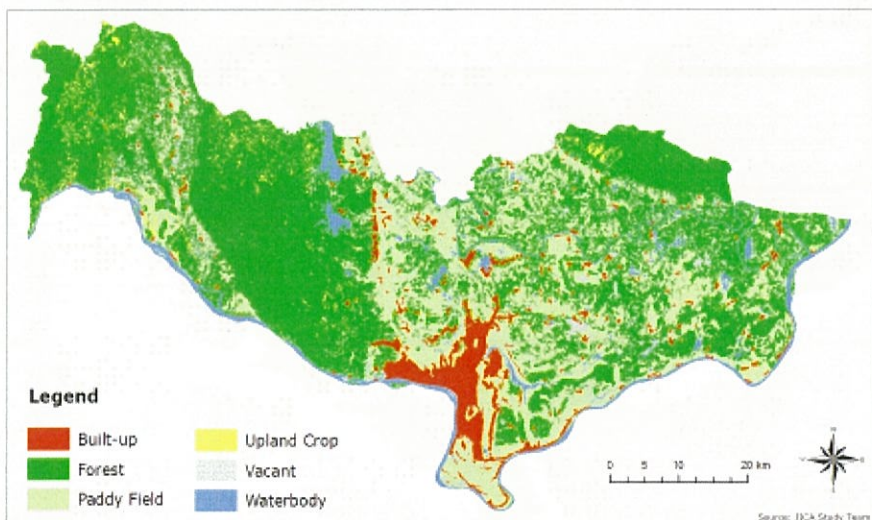 Legend
Built-up
Forest
Paddy Field
Upland Crop
Vacant
Waterbody
0 5 10 20 km
Source: JICA Study Team